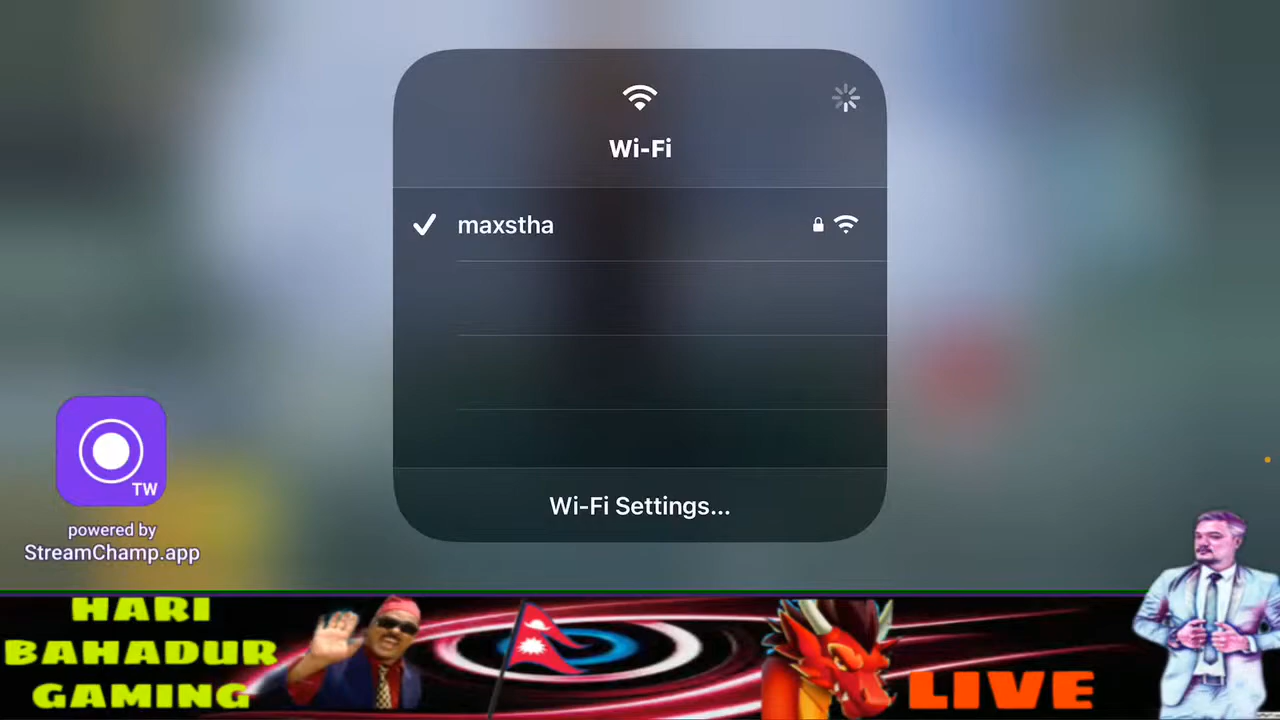 Wi-Fi
maxstha
Wi-Fi Settings...
TW
powered by
StreamChamp.app
HARI
BAHADUR
GAMING
LIVE